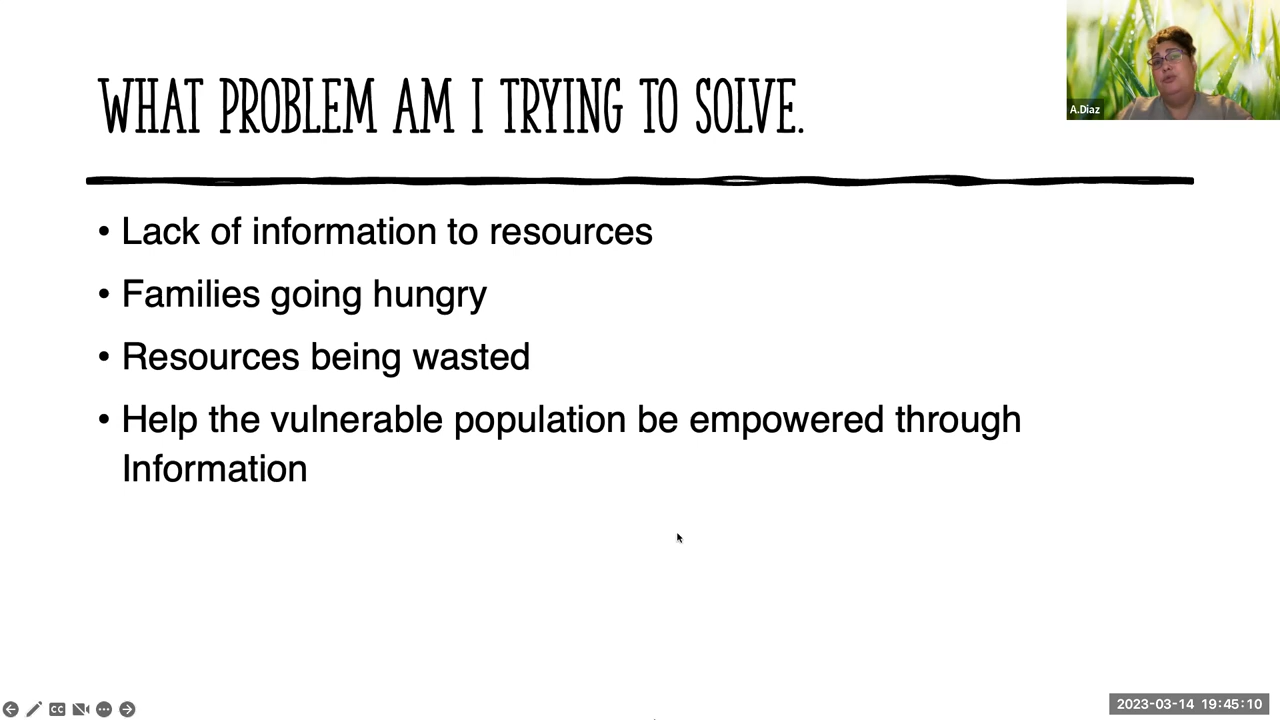 WHAT PROBLEM AM I TRYING TO SOLVE.
A.Diaz
• Lack of information to resources
• Families going hungry
• Resources being wasted
• Help the vulnerable population be empowered through
Information
CC
2023-03-14 19:45:10